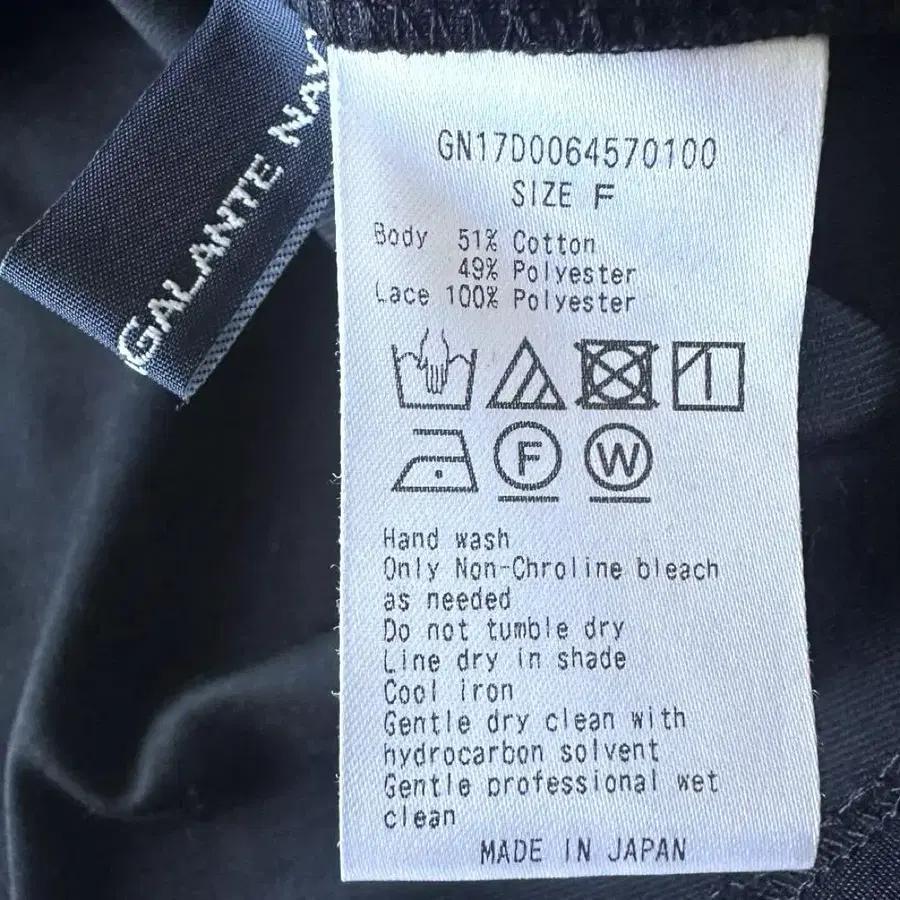 GALANTE
GN17D0064570100
SIZE F
Body 51% Cotton
49% Polyester
Lace 100% Polyester
F
W
Hand wash
Only Non-Chroline bleach
as needed
Do not tumble dry
Line dry in shade
Cool iron
Gentle dry clean with
hydrocarbon solvent
Gentle professional wet
clean
MADE IN JAPAN